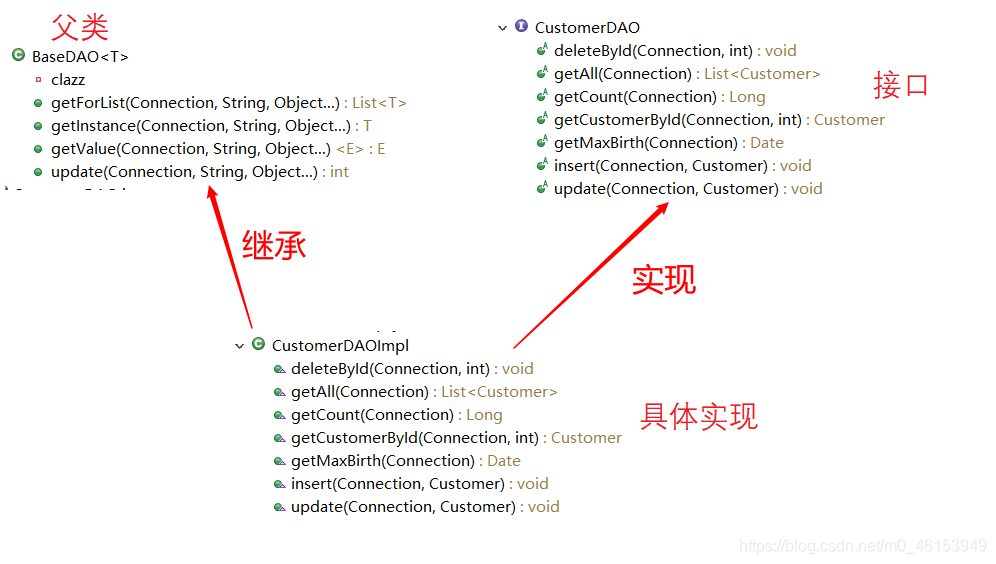 父类
BaseDAO<T>
clazz
getForList(Connection, String, Object...) : List<T>
getInstance(Connection, String, Object...) : T
getValue(Connection, String, Object...) <E> : E
update(Connection, String, Object...) : int
CustomerDAO
deleteById(Connection, int) : void
getAll(Connection) : List<Customer>
getCount(Connection) : Long
getCustomerById(Connection, int) : Customer
getMaxBirth(Connection) : Date
insert(Connection, Customer) : void
update(Connection, Customer) : void
接口
继承
实现
CustomerDAOImpl
deleteById(Connection, int) : void
getAll(Connection) : List<Customer>
getCount(Connection) : Long
getCustomerById(Connection, int) : Customer
getMaxBirth(Connection) : Date
insert(Connection, Customer) : void
update(Connection, Customer) : void
具体实现
https://blog.csdn.net/m0_46153949